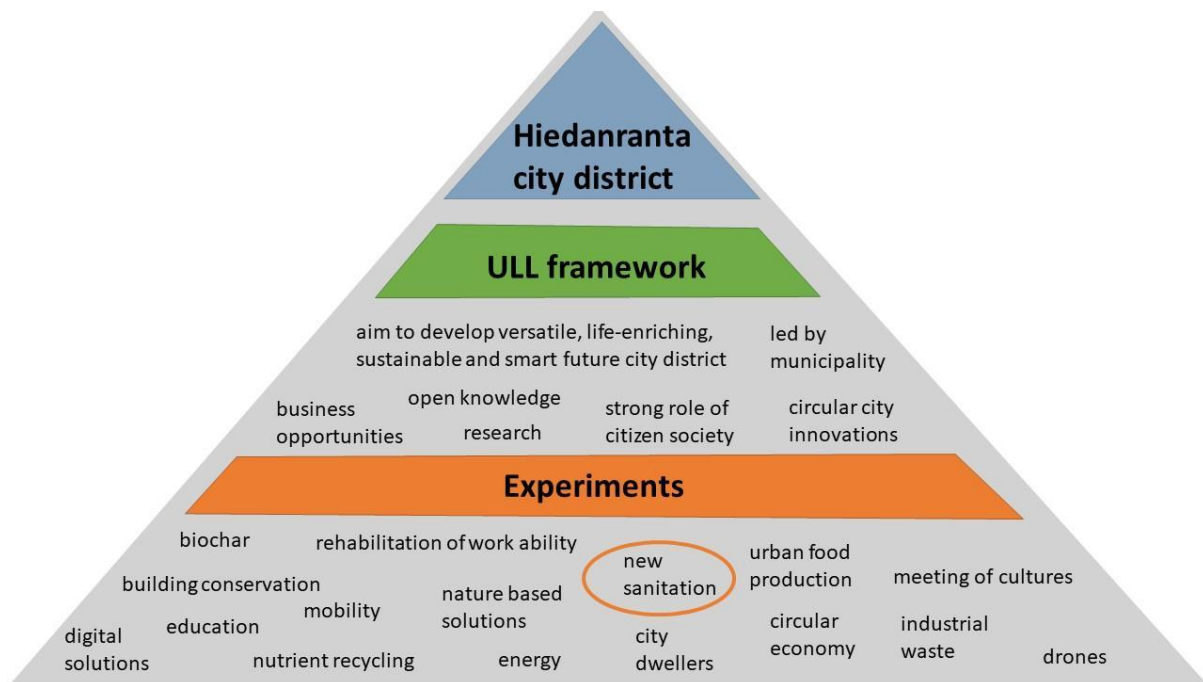 Hiedanranta
city district
ULL framework
aim to develop versatile, life-enriching,
sustainable and smart future city district
led by
municipality
business
opportunities
open knowledge
research
strong role of
citizen society
circular city
innovations
Experiments
biochar
rehabilitation of work ability
new
sanitation
urban food
production
meeting of cultures
building conservation
mobility
nature based
solutions
digital
solutions
education
nutrient recycling
energy
city
dwellers
circular
economy
industrial
waste
drones